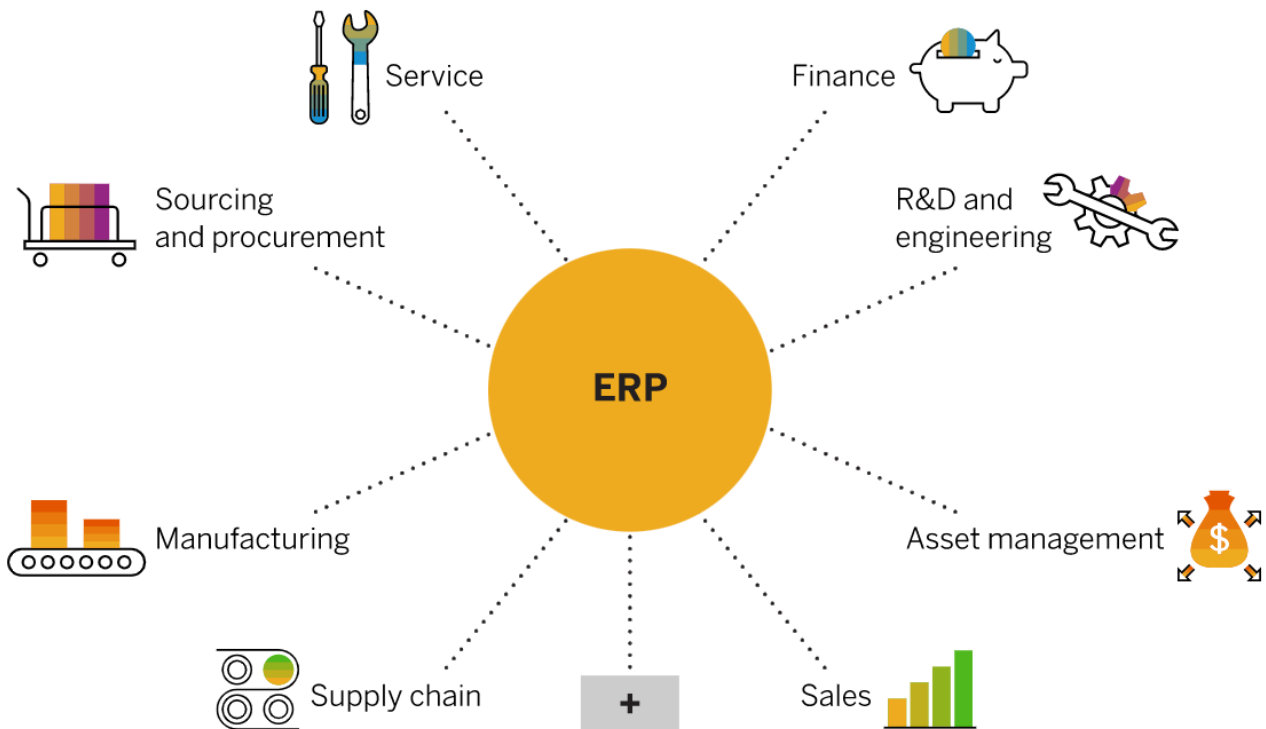 Service
Finance
Sourcing
and procurement
R&D and
engineering
ERP
Manufacturing
Asset management
$
Supply chain
+
Sales